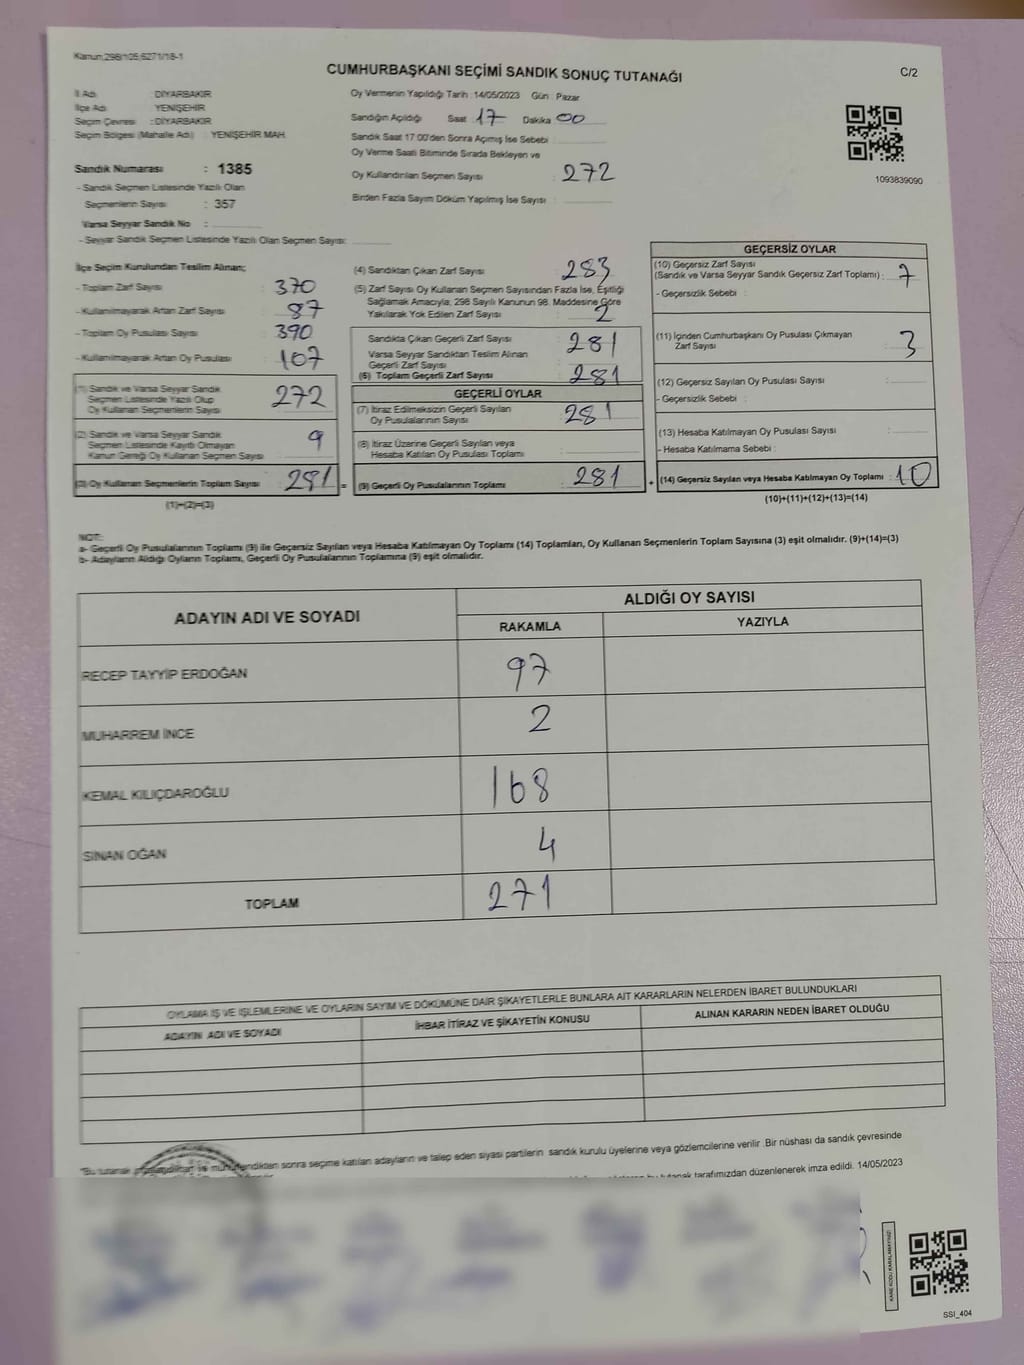 Kanun,298/105,6271/18-1
CUMHURBAŞKANI SEÇİMİ SANDIK SONUÇ TUTANAĞI
C/2
İl Adı : DİYARBAKIR
İlçe Adı : YENİŞEHİR
Seçim Çevresi : DİYARBAKIR
Seçim Bölgesi (Mahalle Adı) : YENİŞEHİR MAH.
Sandık Numarası : 1385
- Sandık Seçmen Listesinde Yazılı Olan
Seçmenlerin Sayısı : 357
Varsa Seyyar Sandık No :
- Seyyar Sandık Seçmen Listesinde Yazılı Olan Seçmen Sayısı:
Oy Vermenin Yapıldığı Tarih : 14/05/2023 Gün : Pazar
Sandığın Açıldığı Saat : 17 Dakika 00
Sandık Saat 17:00'den Sonra Açımış İse Sebebi :
Oy Verme Saati Bitiminde Sırada Bekleyen ve
Oy Kullandırılan Seçmen Sayısı : 272
Birden Fazla Sayım Döküm Yapılmış İse Sayısı :
1093839090
İlçe Seçim Kurulundan Teslim Alınan;
- Toplam Zarf Sayısı : 370
- Kullanılmayarak Artan Zarf Sayısı : 87
- Toplam Oy Pusulası Sayısı : 390
- Kullanılmayarak Artan Oy Pusulası : 107
(1) Sandık ve Varsa Seyyar Sandık
Seçmen Listesinde Yazılı Olup
Oy Kullanan Seçmenlerin Sayısı : 272
(2) Sandık ve Varsa Seyyar Sandık
Seçmen Listesinde Kayıtlı Olmayan
Kanun Gereği Oy Kullanan Seçmen Sayısı : 9
(3) Oy Kullanan Seçmenlerin Toplam Sayısı : 281 =
(1)+(2)=(3)
(4) Sandıktan Çıkan Zarf Sayısı : 283
(5) Zarf Sayısı Oy Kullanan Seçmen Sayısından Fazla İse, Eşitliği
Sağlamak Amacıyla, 298 Sayılı Kanunun 98. Maddesine Göre
Yakılarak Yok Edilen Zarf Sayısı : 2
Sandıkta Çıkan Geçerli Zarf Sayısı : 281
Varsa Seyyar Sandıktan Teslim Alınan
Geçerli Zarf Sayısı
(6) Toplam Geçerli Zarf Sayısı : 281
GEÇERLİ OYLAR
(7) İtiraz Edilmeksizin Geçerli Sayılan
Oy Pusulalarının Sayısı : 281
(8) İtiraz Üzerine Geçerli Sayılan veya
Hesaba Katılan Oy Pusulası Toplamı :
(9) Geçerli Oy Pusulalarının Toplamı : 281 +
GEÇERSİZ OYLAR
(10) Geçersiz Zarf Sayısı
(Sandık ve Varsa Seyyar Sandık Geçersiz Zarf Toplamı) : 7
- Geçersizlik Sebebi :
(11) İçinden Cumhurbaşkanı Oy Pusulası Çıkmayan
Zarf Sayısı : 3
(12) Geçersiz Sayılan Oy Pusulası Sayısı :
- Geçersizlik Sebebi :
(13) Hesaba Katılmayan Oy Pusulası Sayısı :
- Hesaba Katılmama Sebebi :
(14) Geçersiz Sayılan veya Hesaba Katılmayan Oy Toplamı : 10
(10)+(11)+(12)+(13)=(14)
NOT:
a- Geçerli Oy Pusulalarının Toplamı (9) ile Geçersiz Sayılan veya Hesaba Katılmayan Oy Toplamı (14) Toplamları, Oy Kullanan Seçmenlerin Toplam Sayısına (3) eşit olmalıdır. (9)+(14)=(3)
b- Adayların Aldığı Oyların Toplamı, Geçerli Oy Pusulalarının Toplamına (9) eşit olmalıdır.
ADAYIN ADI VE SOYADI
ALDIĞI OY SAYISI
RAKAMLA YAZIYLA
RECEP TAYYİP ERDOĞAN 97
MUHARREM İNCE 2
KEMAL KILIÇDAROĞLU 168
SİNAN OĞAN 4
TOPLAM 271
OYLAMA İŞ VE İŞLEMLERİNE VE OYLARIN SAYIM VE DÖKÜMÜNE DAİR ŞİKAYETLERLE BUNLARA AİT KARARLARIN NELERDEN İBARET BULUNDUKLARI
ADAYIN ADI VE SOYADI İHBAR İTİRAZ VE ŞİKAYETİN KONUSU ALINAN KARARIN NEDEN İBARET OLDUĞU
"Bu tutanak sonra seçime katılan adayların ve talep eden siyasi partilerin sandık kurulu üyelerine veya gözlemcilerine verilir. Bir nüshası da sandık çevresinde
bu tutanak tarafımızdan düzenlenerek imza edildi. 14/05/2023
KARE KODU KARALAMAYINIZ!
SSI_404